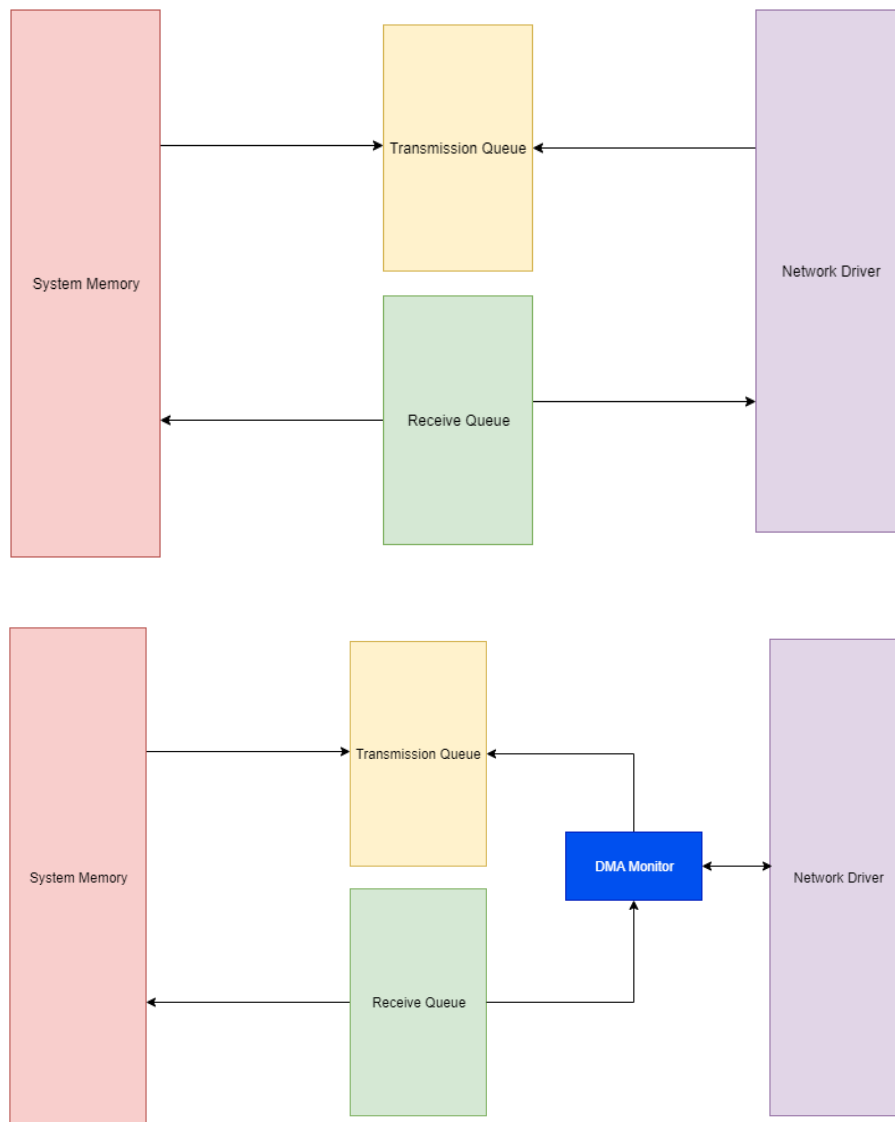 Transmission Queue
System Memory
Network Driver
Receive Queue
Transmission Queue
DMA Monitor
System Memory
Network Driver
Receive Queue